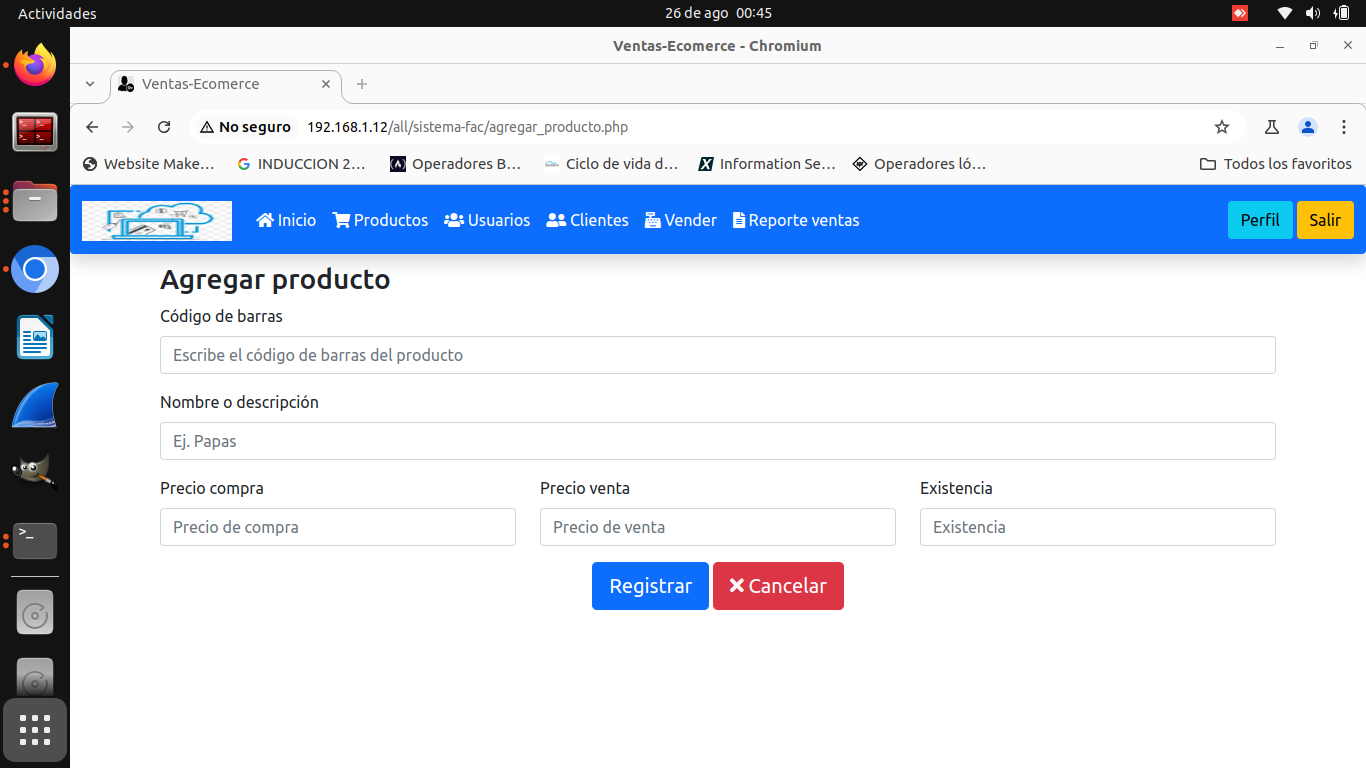 Actividades
26 de ago 00:45
Ventas-Ecomerce - Chromium
Ventas-Ecomerce
No seguro
192.168.1.12/all/sistema-fac/agregar_producto.php
Website Make…
INDUCCION 2…
Operadores B…
Ciclo de vida d…
Information Se…
Operadores ló…
Todos los favoritos
Inicio
Productos
Usuarios
Clientes
Vender
Reporte ventas
Perfil
Salir
Agregar producto
Código de barras
Escribe el código de barras del producto
Nombre o descripción
Ej. Papas
Precio compra
Precio venta
Existencia
Precio de compra
Precio de venta
Existencia
Registrar
Cancelar